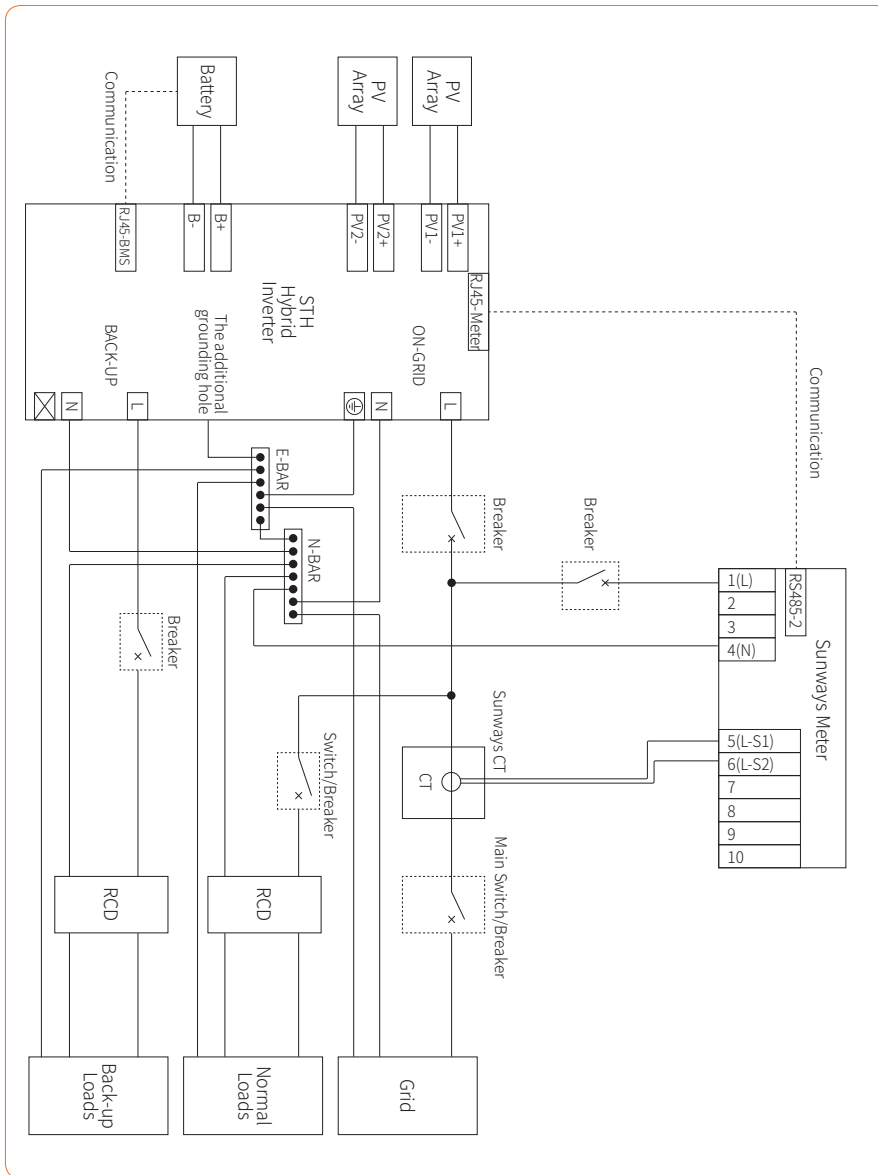 Battery
PV
Array
PV
Array
Communication
RJ45-BMS
B-
B+
PV2-
PV2+
PV1-
PV1+
RJ45-Meter
STH
Hybrid
Inverter
BACK-UP
The additional
grounding hole
ON-GRID
N
L
N
L
Communication
E-BAR
N-BAR
Breaker
Breaker
Breaker
RS485-2
1(L)
2
3
4(N)
Sunways Meter
5(L-S1)
6(L-S2)
7
8
9
10
Switch/Breaker
Sunways CT
CT
Main Switch/Breaker
RCD
RCD
Back-up
Loads
Normal
Loads
Grid